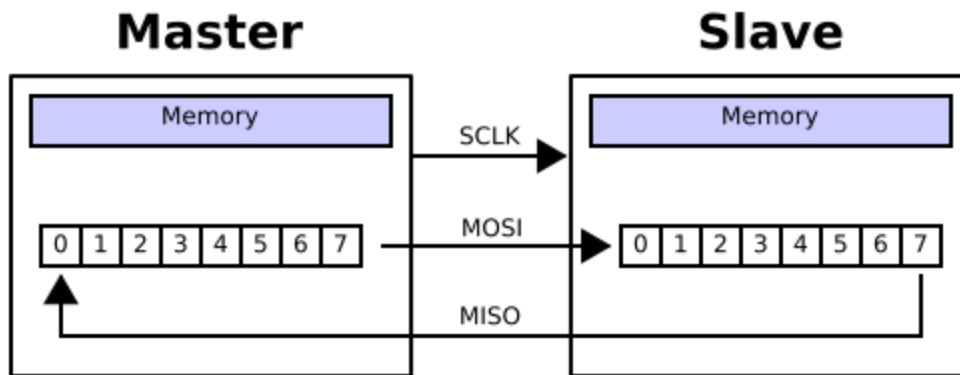 Master Slave
Memory Memory
SCLK
MOSI
0 1 2 3 4 5 6 7 0 1 2 3 4 5 6 7
MISO